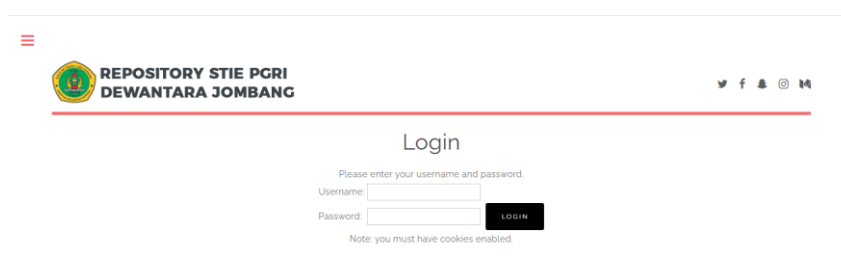 REPOSITORY STIE PGRI
DEWANTARA JOMBANG
Login
Please enter your username and password.
Username:
Password:
LOGIN
Note: you must have cookies enabled.